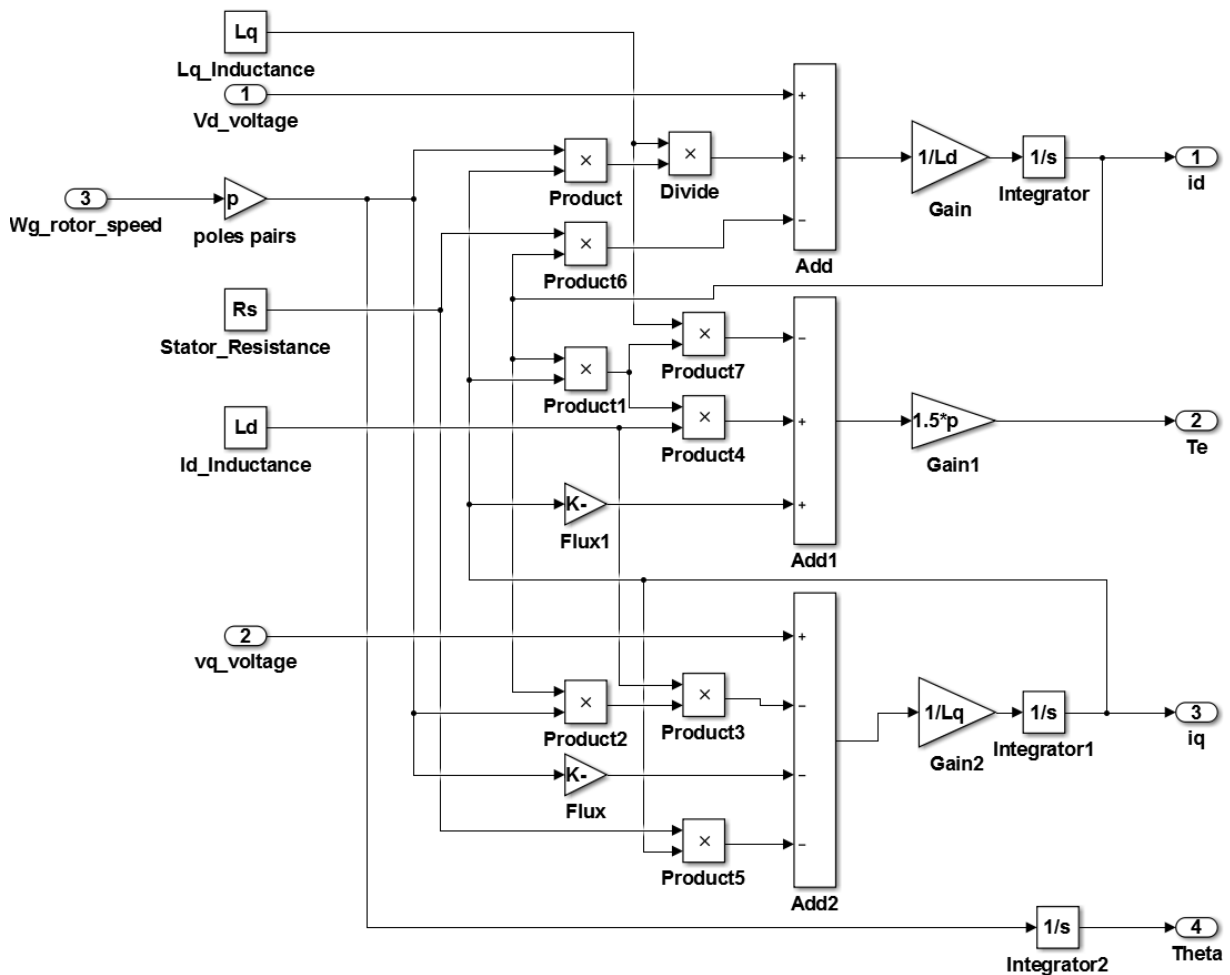 Lq
Lq_Inductance
1
Vd_voltage
3
Wg_rotor_speed
p
poles pairs
Rs
Stator_Resistance
Ld
Id_Inductance
2
vq_voltage
×
Product
×
Divide
×
Product6
×
Product1
×
Product7
×
Product4
K-
Flux1
×
Product2
×
Product3
K-
Flux
×
Product5
+
+
−
Add
−
+
+
Add1
+
−
−
−
Add2
1/Ld
Gain
1/s
Integrator
1
id
1.5*p
Gain1
2
Te
1/Lq
Gain2
1/s
Integrator1
3
iq
1/s
Integrator2
4
Theta